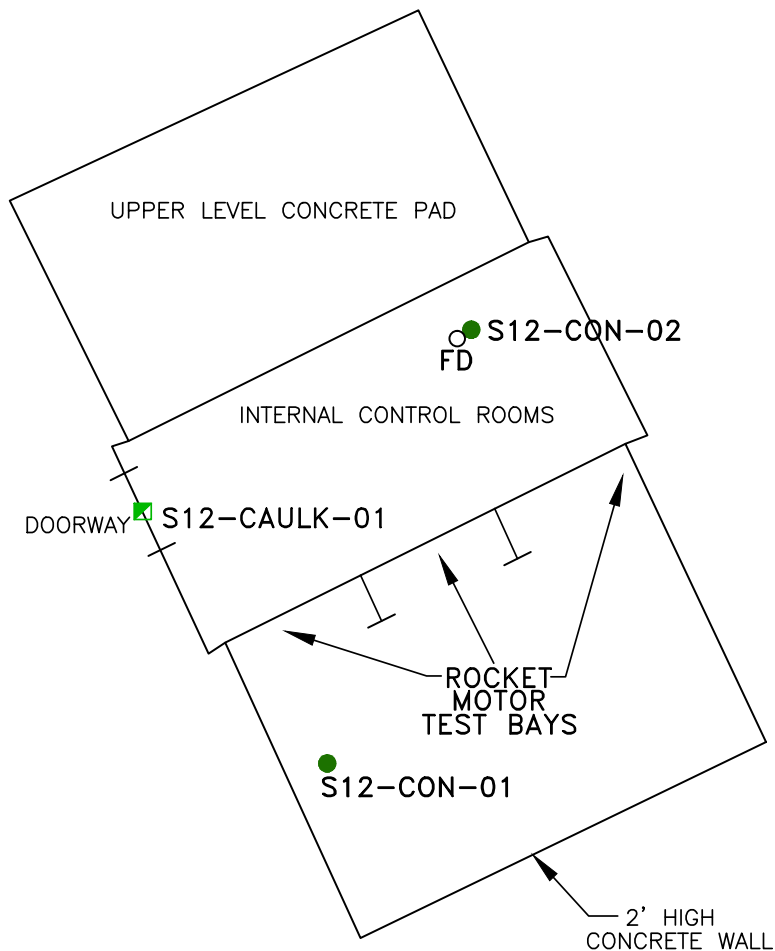 UPPER LEVEL CONCRETE PAD
S12-CON-02
FD
INTERNAL CONTROL ROOMS
S12-CAULK-01
DOORWAY
ROCKET
MOTOR
TEST BAYS
S12-CON-01
2' HIGH
CONCRETE WALL